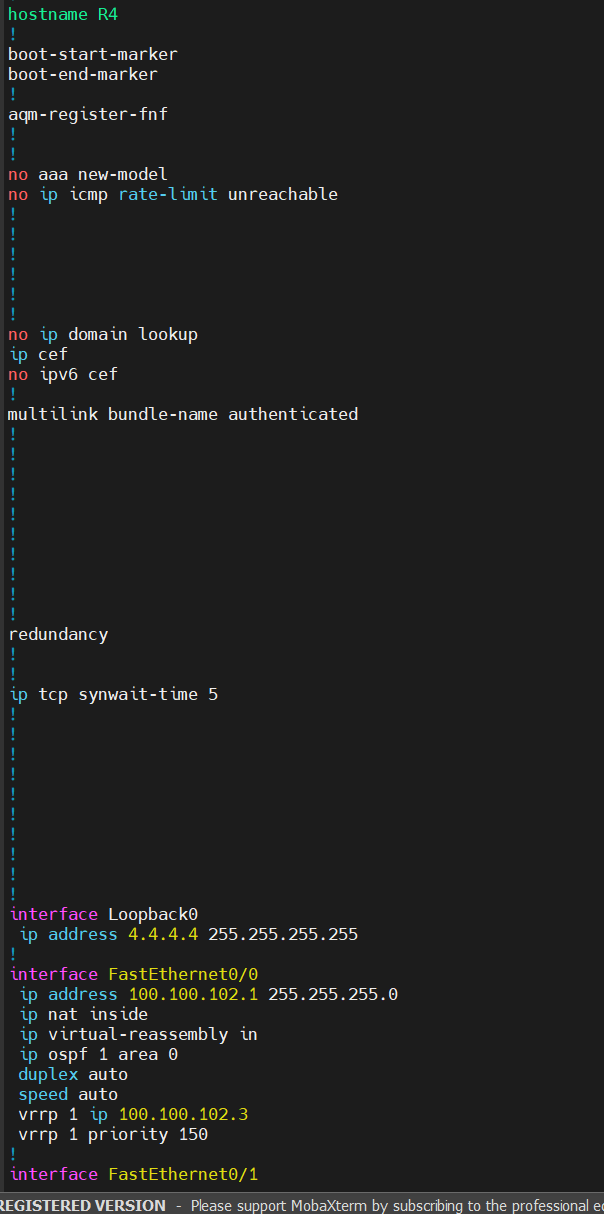 hostname R4
!
boot-start-marker
boot-end-marker
!
aqm-register-fnf
!
!
no aaa new-model
no ip icmp rate-limit unreachable
!
!
!
!
!
!
no ip domain lookup
ip cef
no ipv6 cef
!
multilink bundle-name authenticated
!
!
!
!
!
!
!
!
!
!
redundancy
!
!
ip tcp synwait-time 5
!
!
!
!
!
!
!
!
!
!
interface Loopback0
 ip address 4.4.4.4 255.255.255.255
!
interface FastEthernet0/0
 ip address 100.100.102.1 255.255.255.0
 ip nat inside
 ip virtual-reassembly in
 ip ospf 1 area 0
 duplex auto
 speed auto
 vrrp 1 ip 100.100.102.3
 vrrp 1 priority 150
!
interface FastEthernet0/1
REGISTERED VERSION - Please support MobaXterm by subscribing to the professional